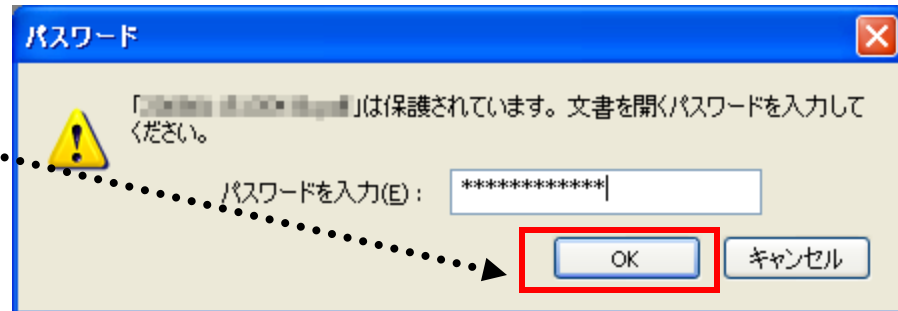 パスワード
「 」は保護されています。文書を開くパスワードを入力して
ください。
パスワードを入力(E)： ************
OK キャンセル